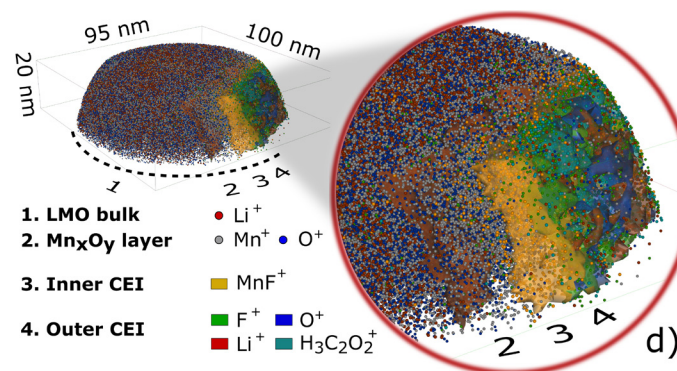 95 nm
100 nm
20 nm
1
2
3
4
1. LMO bulk
Li⁺
2. MnₓOᵧ layer
Mn⁺
O⁺
3. Inner CEI
MnF⁺
4. Outer CEI
F⁺
O⁺
Li⁺
H₃C₂O₂⁺
2
3
4
d)